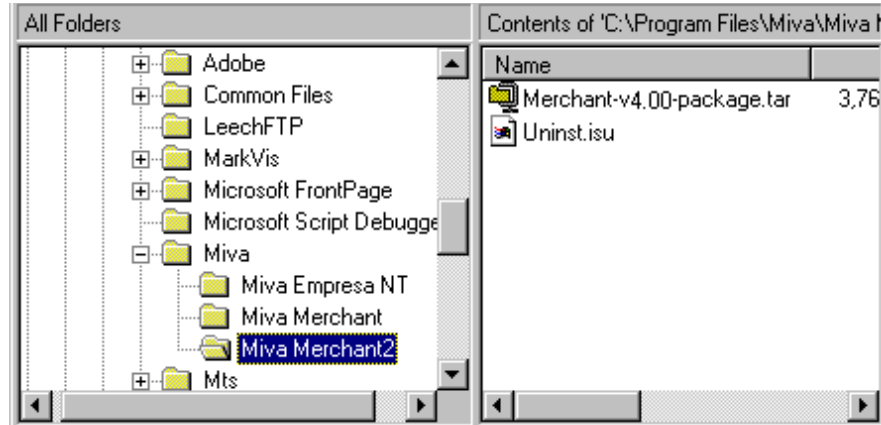 All Folders
Adobe
Common Files
LeechFTP
MarkVis
Microsoft FrontPage
Microsoft Script Debugge
Miva
Miva Empresa NT
Miva Merchant
Miva Merchant2
Mts
Contents of 'C:\Program Files\Miva\Miva M
Name
Merchant-v4.00-package.tar 3,76
Uninst.isu